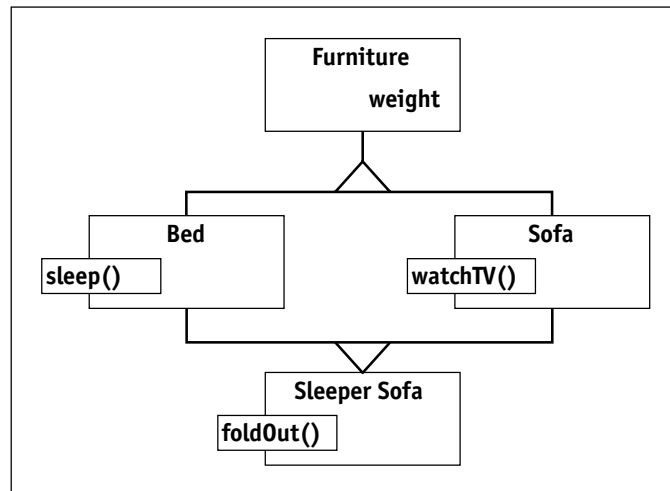 Furniture
weight
Bed
Sofa
sleep()
watchTV()
Sleeper Sofa
foldOut()